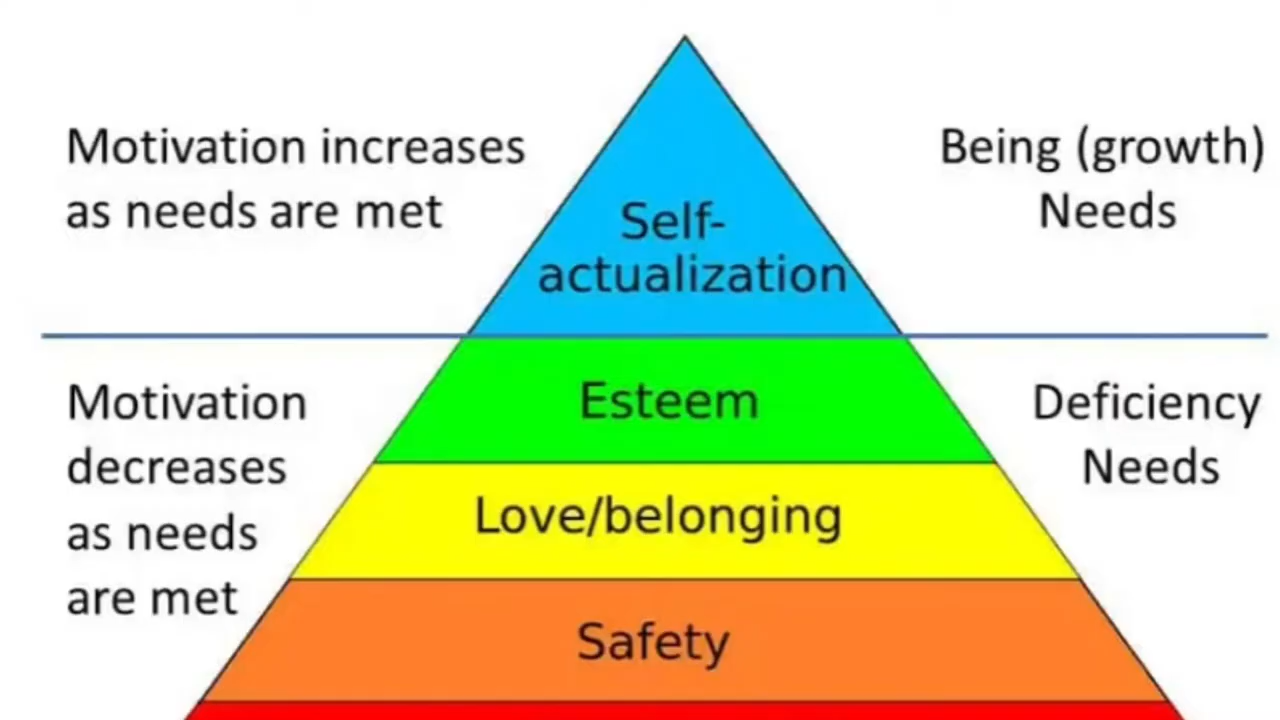 Motivation increases
as needs are met
Being (growth)
Needs
Self-
actualization
Motivation
decreases
as needs
are met
Esteem
Love/belonging
Safety
Deficiency
Needs